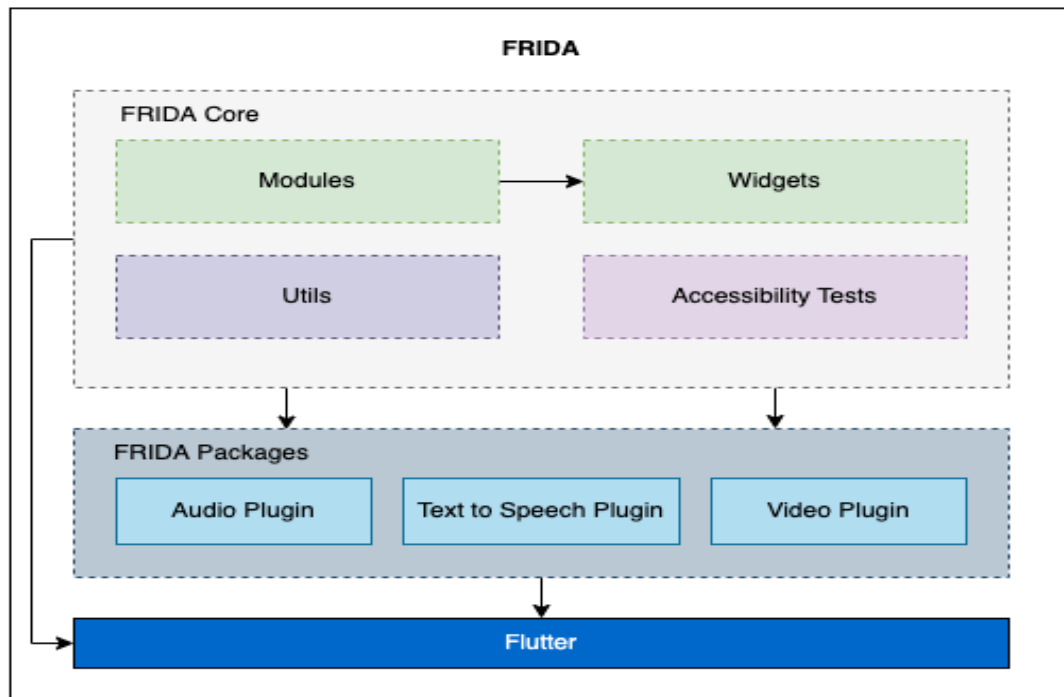 FRIDA
FRIDA Core
Modules
Widgets
Utils
Accessibility Tests
FRIDA Packages
Audio Plugin
Text to Speech Plugin
Video Plugin
Flutter